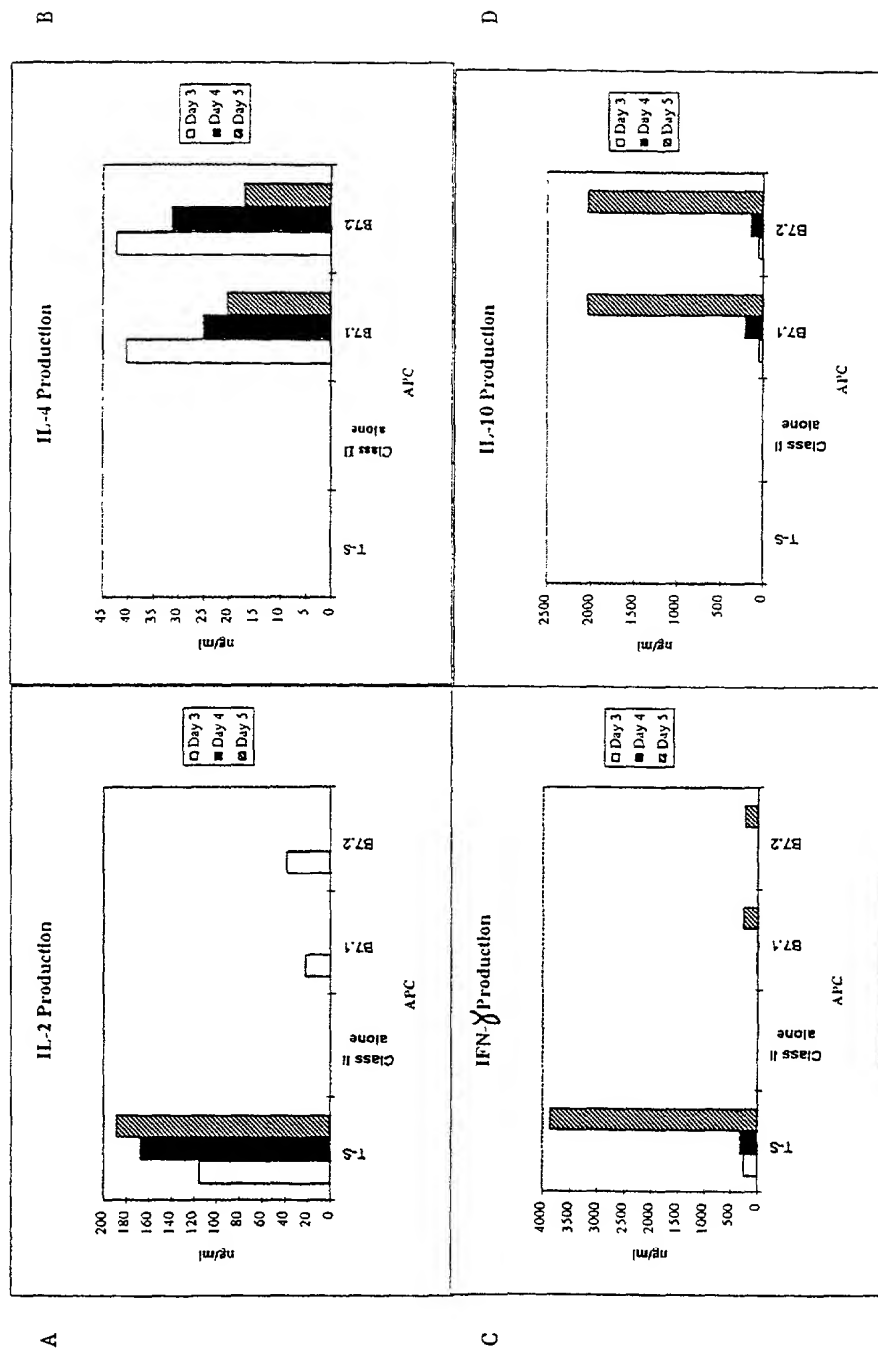 A
IL-2 Production
ng/ml
200
180
160
140
120
100
80
60
40
20
0
T-S
Class II
alone
B7.1
B7.2
APC
Day 3
Day 4
Day 5
B
IL-4 Production
ng/ml
45
40
35
30
25
20
15
10
5
0
T-S
Class II
alone
B7.1
B7.2
APC
Day 3
Day 4
Day 5
C
IFN-γ Production
ng/ml
4000
3500
3000
2500
2000
1500
1000
500
0
T-S
Class II
alone
B7.1
B7.2
APC
Day 3
Day 4
Day 5
D
IL-10 Production
ng/ml
2500
2000
1500
1000
500
0
T-S
Class II
alone
B7.1
B7.2
APC
Day 3
Day 4
Day 5